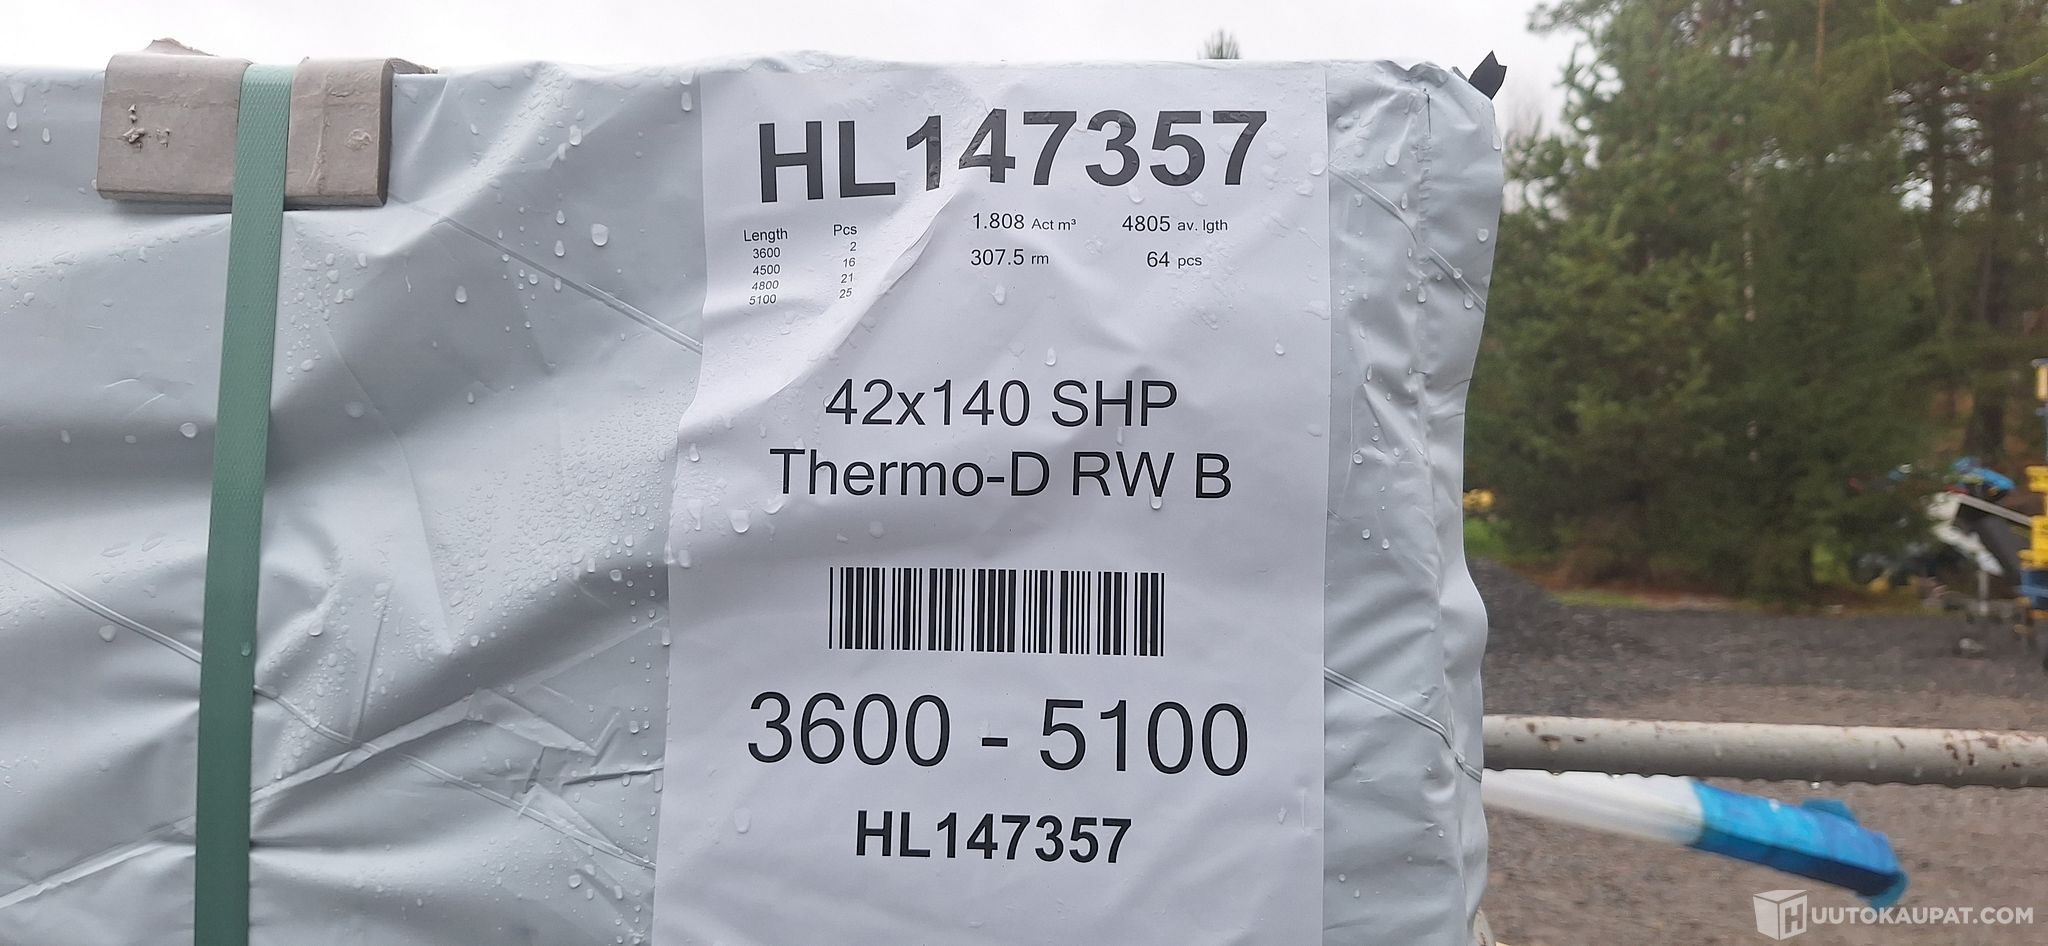 HL147357
Length Pcs 1.808 Act m³ 4805 av. lgth
3600 2 307.5 rm 64 pcs
4500 16
4800 21
5100 25
42x140 SHP
Thermo-D RW B
3600 - 5100
HL147357
HUUTOKAUPAT.COM